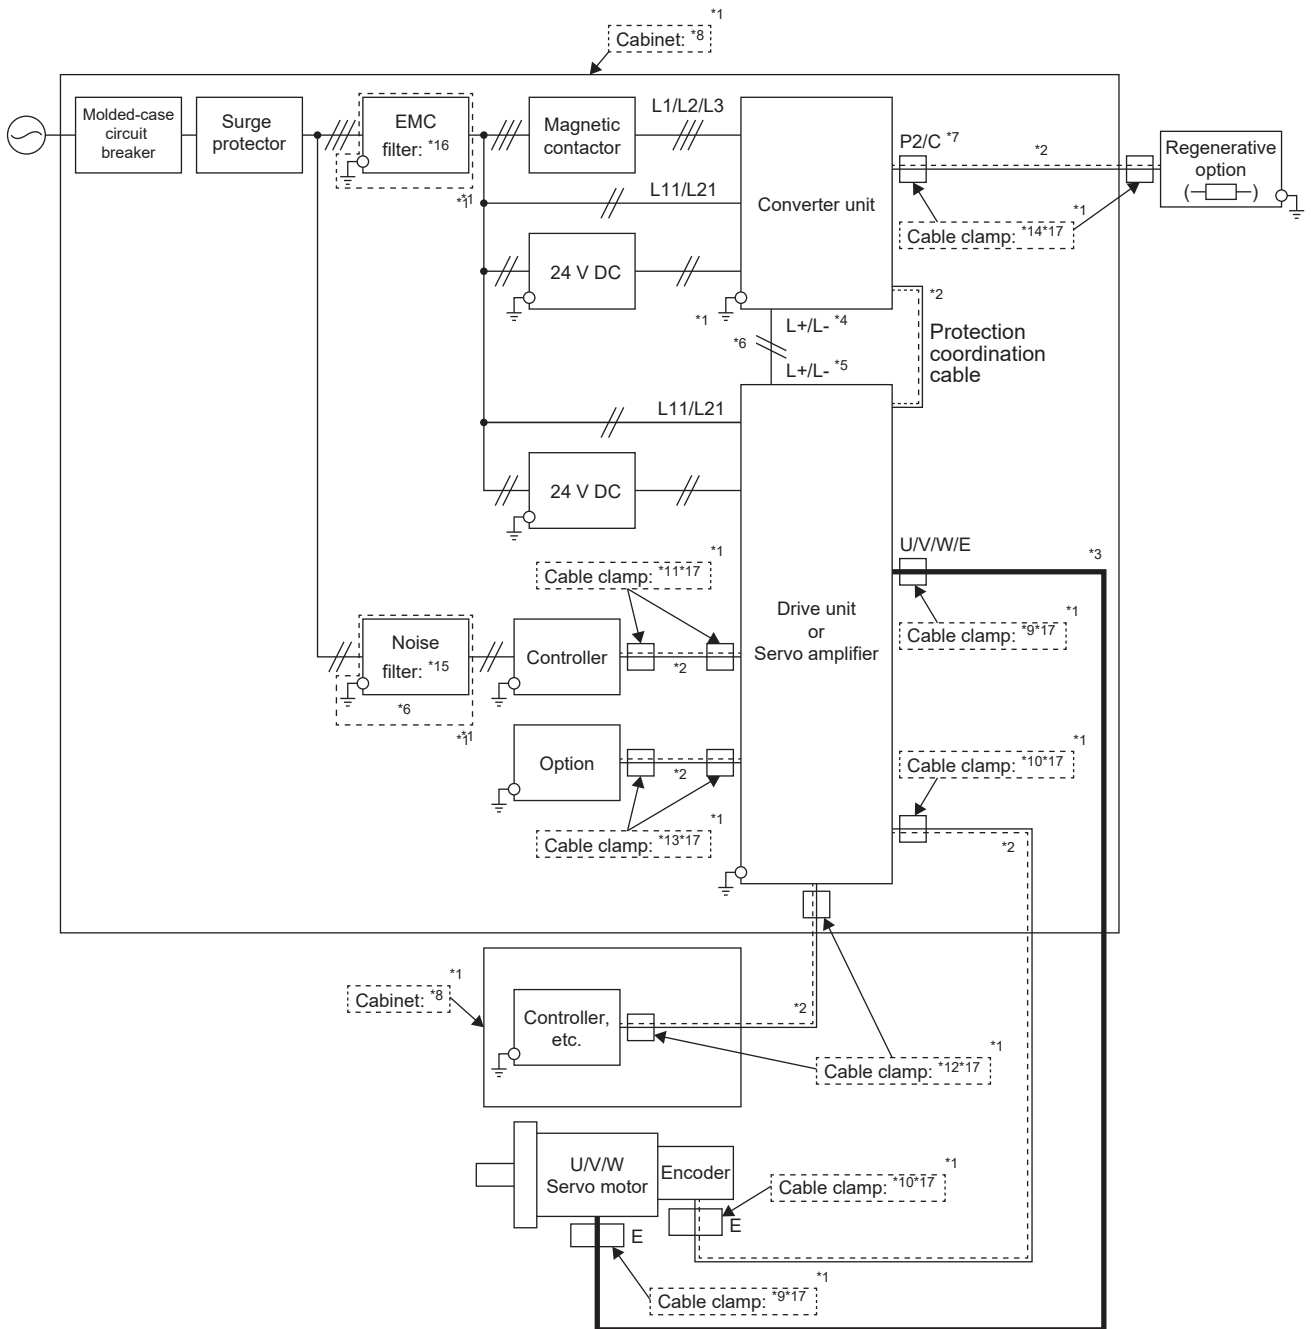 *1
Cabinet: *8
Molded-case
circuit
breaker
Surge
protector
EMC
filter: *16
*1
*1
Magnetic
contactor
L1/L2/L3
L11/L21
24 V DC
Converter unit
P2/C *7
*2
Regenerative
option
( )
*1
Cable clamp: *14*17
*1
L+/L- *4
*6
L+/L- *5
*2
Protection
coordination
cable
L11/L21
24 V DC
*1
Cable clamp: *11*17
Noise
filter: *15
*6
*1
*1
Controller
*2
Option
*2
*1
Cable clamp: *13*17
Drive unit
or
Servo amplifier
U/V/W/E
*3
*1
Cable clamp: *9*17
*1
Cable clamp: *10*17
*2
*1
Cabinet: *8
Controller,
etc.
*2
*1
Cable clamp: *12*17
U/V/W
Servo motor
Encoder
E
E
*1
Cable clamp: *10*17
*1
Cable clamp: *9*17